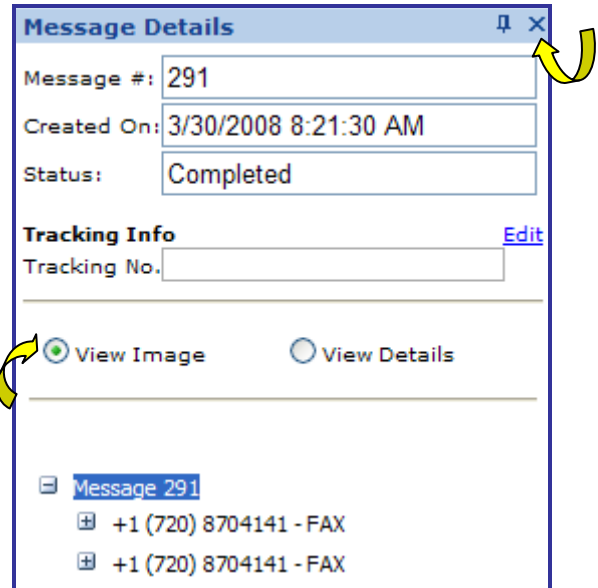 Message Details
Message #: 291
Created On: 3/30/2008 8:21:30 AM
Status: Completed
Tracking Info Edit
Tracking No.
View Image View Details
Message 291
+1 (720) 8704141 - FAX
+1 (720) 8704141 - FAX